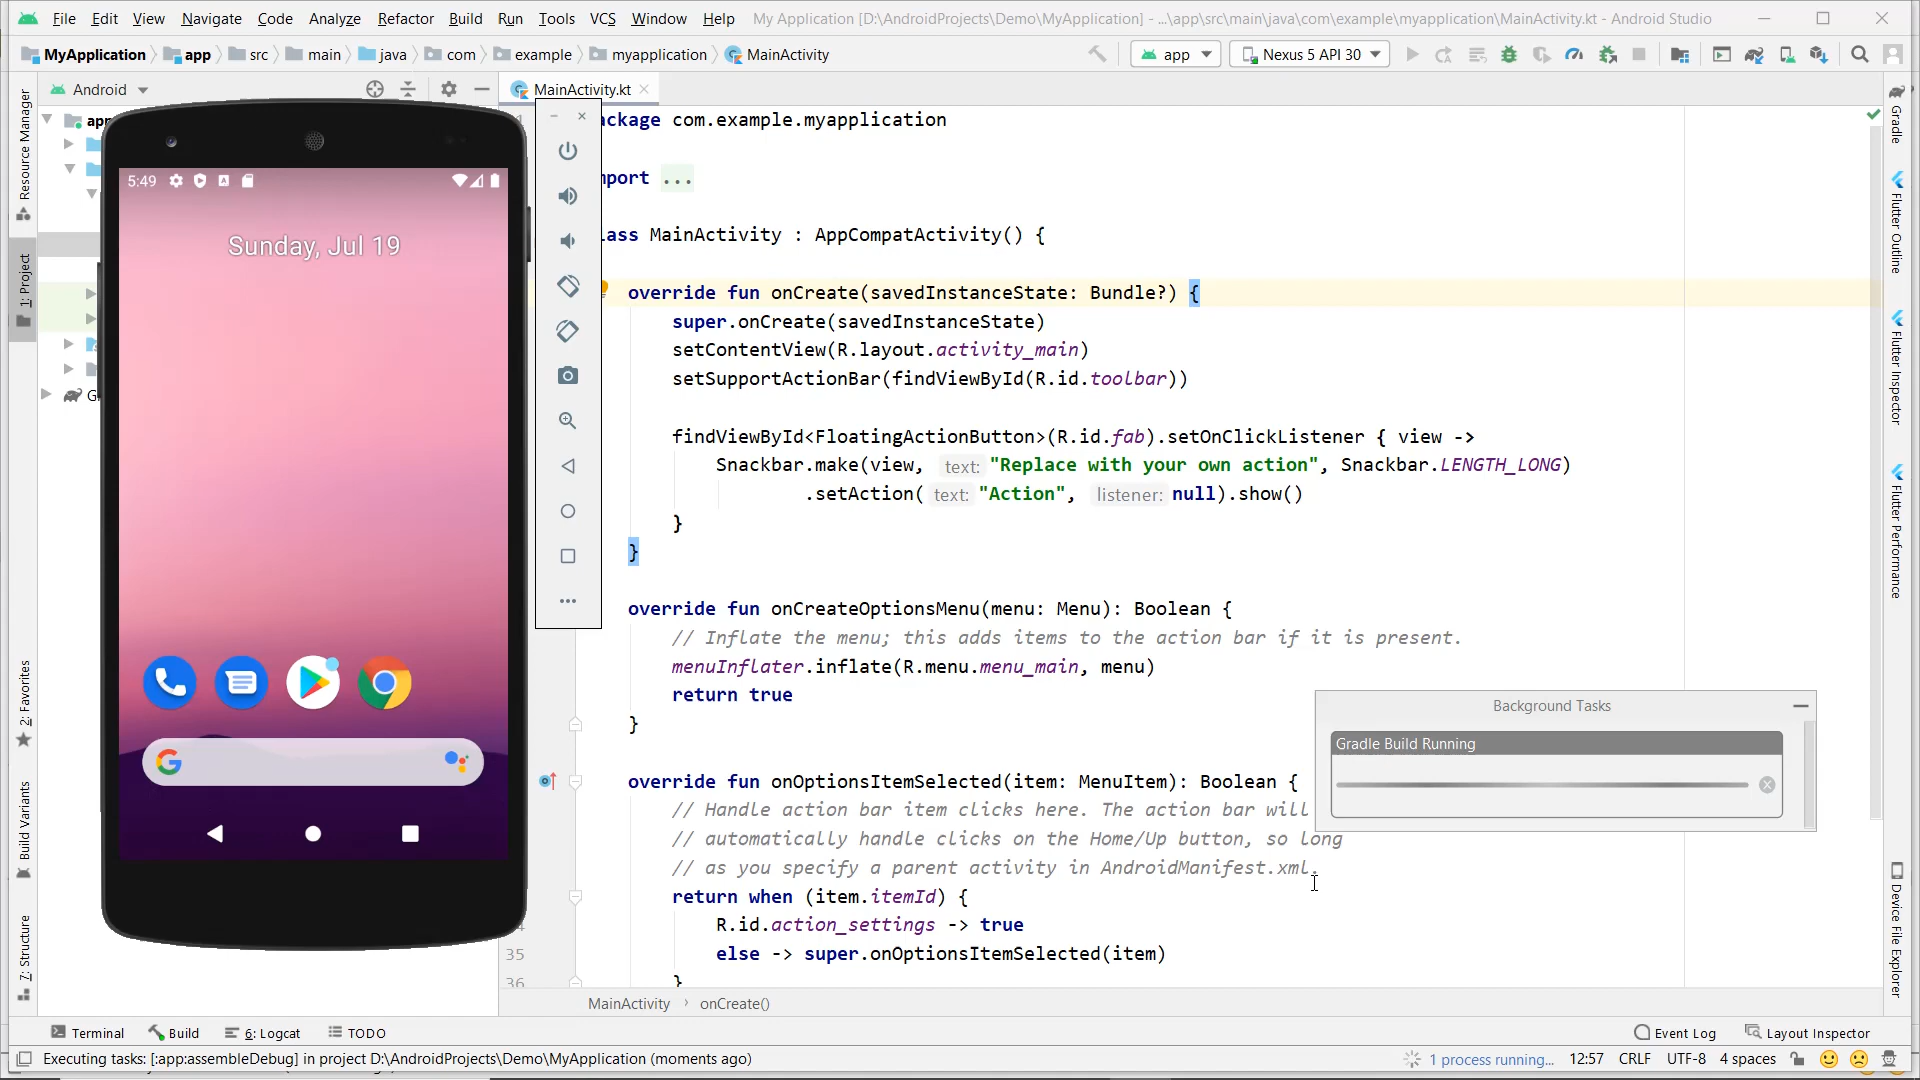 File Edit View Navigate Code Analyze Refactor Build Run Tools VCS Window Help My Application [D:\AndroidProjects\Demo\MyApplication] - ...\app\src\main\java\com\example\myapplication\MainActivity.kt - Android Studio
MyApplication app src main java com example myapplication MainActivity app Nexus 5 API 30
Android MainActivity.kt
Resource Manager
1: Project
2: Favorites
Build Variants
7: Structure
app
G
5:49
Sunday, Jul 19
ackage com.example.myapplication
mport ...
lass MainActivity : AppCompatActivity() {
override fun onCreate(savedInstanceState: Bundle?) {
super.onCreate(savedInstanceState)
setContentView(R.layout.activity_main)
setSupportActionBar(findViewById(R.id.toolbar))
findViewById<FloatingActionButton>(R.id.fab).setOnClickListener { view ->
Snackbar.make(view, text: "Replace with your own action", Snackbar.LENGTH_LONG)
.setAction( text: "Action", listener: null).show()
}
}
override fun onCreateOptionsMenu(menu: Menu): Boolean {
// Inflate the menu; this adds items to the action bar if it is present.
menuInflater.inflate(R.menu.menu_main, menu)
return true
}
override fun onOptionsItemSelected(item: MenuItem): Boolean {
// Handle action bar item clicks here. The action bar will
// automatically handle clicks on the Home/Up button, so long
// as you specify a parent activity in AndroidManifest.xml.
return when (item.itemId) {
R.id.action_settings -> true
35 else -> super.onOptionsItemSelected(item)
36 }
Background Tasks
Gradle Build Running
Gradle
Flutter Outline
Flutter Inspector
Flutter Performance
Device File Explorer
MainActivity › onCreate()
Terminal Build 6: Logcat TODO Event Log Layout Inspector
Executing tasks: [:app:assembleDebug] in project D:\AndroidProjects\Demo\MyApplication (moments ago) 1 process running... 12:57 CRLF UTF-8 4 spaces